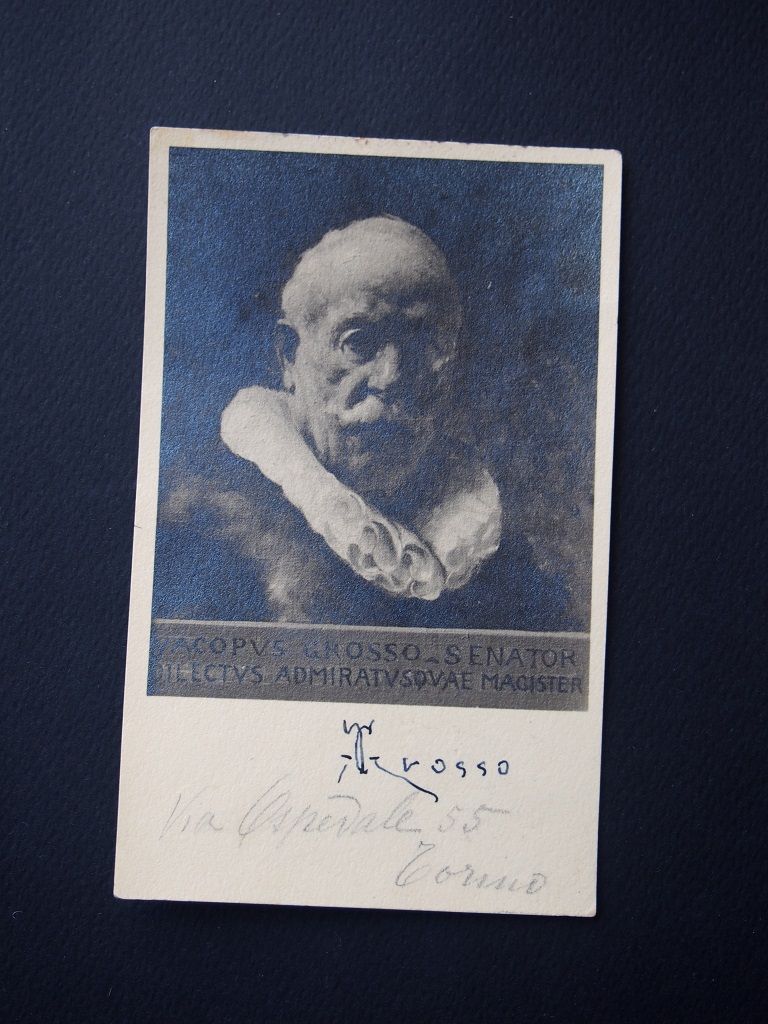 IACOPVS GROSSO SENATOR
DILECTVS ADMIRATVSQVAE MAGISTER
Grosso
Via Ospedale 55
Torino